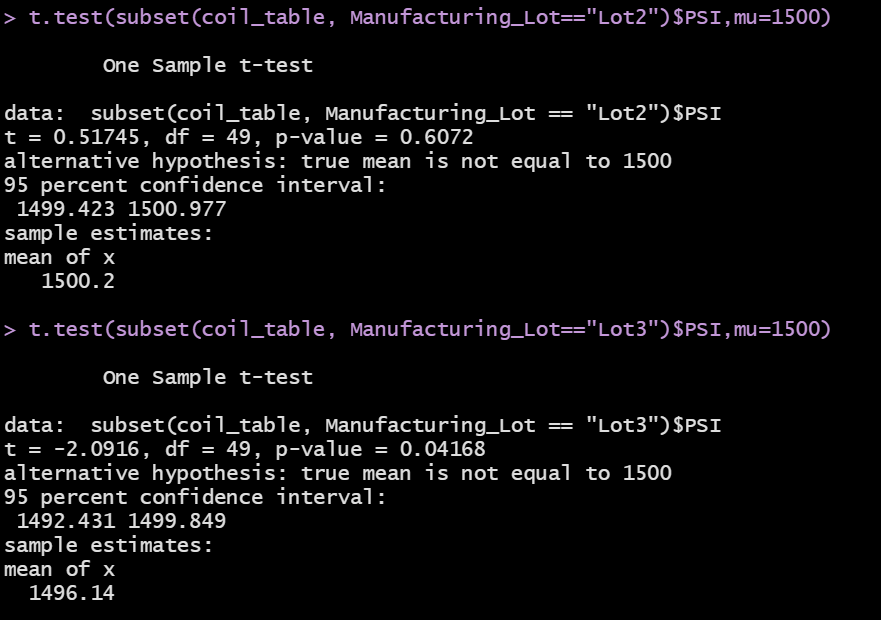 > t.test(subset(coil_table, Manufacturing_Lot=="Lot2")$PSI,mu=1500)
One Sample t-test
data:  subset(coil_table, Manufacturing_Lot == "Lot2")$PSI
t = 0.51745, df = 49, p-value = 0.6072
alternative hypothesis: true mean is not equal to 1500
95 percent confidence interval:
1499.423 1500.977
sample estimates:
mean of x
1500.2
> t.test(subset(coil_table, Manufacturing_Lot=="Lot3")$PSI,mu=1500)
One Sample t-test
data:  subset(coil_table, Manufacturing_Lot == "Lot3")$PSI
t = -2.0916, df = 49, p-value = 0.04168
alternative hypothesis: true mean is not equal to 1500
95 percent confidence interval:
1492.431 1499.849
sample estimates:
mean of x
1496.14